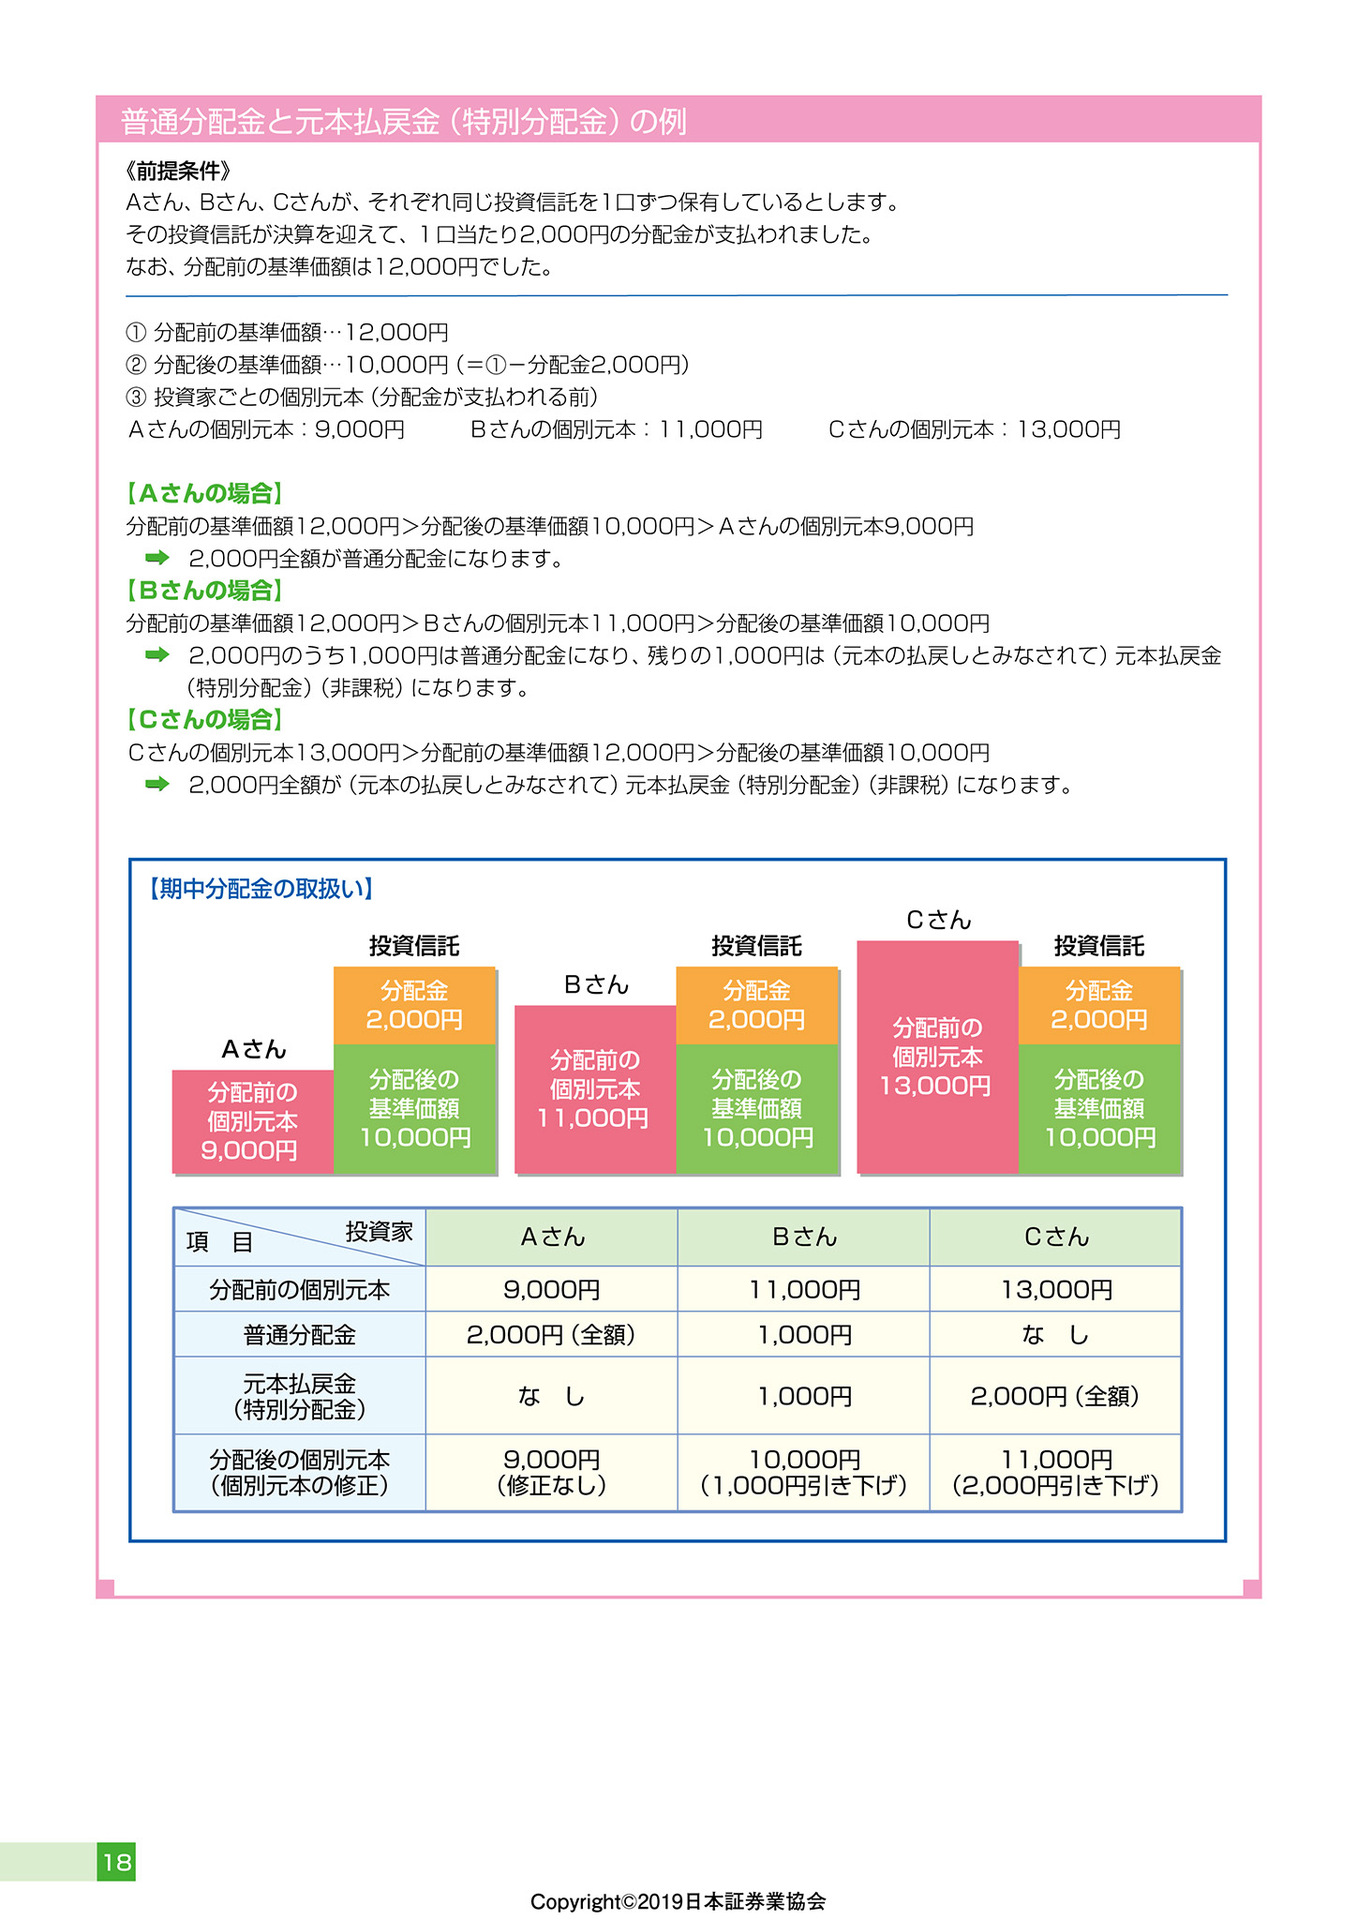 普通分配金と元本払戻金（特別分配金）の例
《前提条件》
Aさん、Bさん、Cさんが、それぞれ同じ投資信託を1口ずつ保有しているとします。
その投資信託が決算を迎えて、1口当たり2,000円の分配金が支払われました。
なお、分配前の基準価額は12,000円でした。
① 分配前の基準価額…12,000円
② 分配後の基準価額…10,000円（＝①－分配金2,000円）
③ 投資家ごとの個別元本（分配金が支払われる前）
Aさんの個別元本：9,000円　Bさんの個別元本：11,000円　Cさんの個別元本：13,000円
【Aさんの場合】
分配前の基準価額12,000円＞分配後の基準価額10,000円＞Aさんの個別元本9,000円
➡ 2,000円全額が普通分配金になります。
【Bさんの場合】
分配前の基準価額12,000円＞Bさんの個別元本11,000円＞分配後の基準価額10,000円
➡ 2,000円のうち1,000円は普通分配金になり、残りの1,000円は（元本の払戻しとみなされて）元本払戻金
（特別分配金）（非課税）になります。
【Cさんの場合】
Cさんの個別元本13,000円＞分配前の基準価額12,000円＞分配後の基準価額10,000円
➡ 2,000円全額が（元本の払戻しとみなされて）元本払戻金（特別分配金）（非課税）になります。
【期中分配金の取扱い】
Aさん
分配前の
個別元本
9,000円
投資信託
分配金
2,000円
分配後の
基準価額
10,000円
Bさん
分配前の
個別元本
11,000円
投資信託
分配金
2,000円
分配後の
基準価額
10,000円
Cさん
分配前の
個別元本
13,000円
投資信託
分配金
2,000円
分配後の
基準価額
10,000円
項　目　投資家　Aさん　Bさん　Cさん
分配前の個別元本　9,000円　11,000円　13,000円
普通分配金　2,000円（全額）　1,000円　な　し
元本払戻金
（特別分配金）　な　し　1,000円　2,000円（全額）
分配後の個別元本　9,000円　10,000円　11,000円
（個別元本の修正）　（修正なし）　（1,000円引き下げ）　（2,000円引き下げ）
18
Copyright©2019日本証券業協会